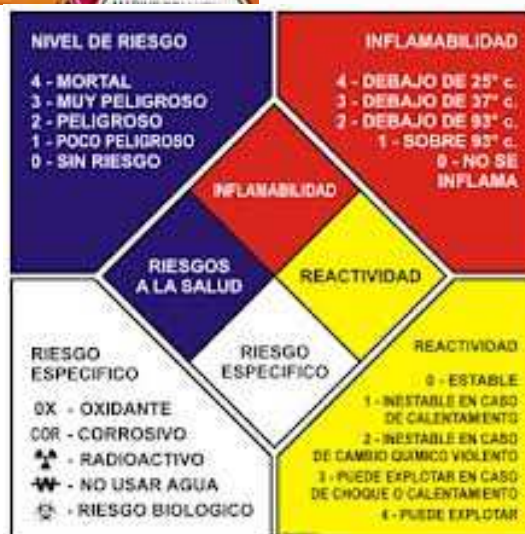 NIVEL DE RIESGO
4 - MORTAL
3 - MUY PELIGROSO
2 - PELIGROSO
1 - POCO PELIGROSO
0 - SIN RIESGO
INFLAMABILIDAD
4 - DEBAJO DE 25° c.
3 - DEBAJO DE 37° c.
2 - DEBAJO DE 93° c.
1 - SOBRE 93° c.
0 - NO SE
INFLAMA
INFLAMABILIDAD
RIESGOS
A LA SALUD
REACTIVIDAD
RIESGO
ESPECIFICO
RIESGO
ESPECIFICO
OX - OXIDANTE
COR - CORROSIVO
- RADIOACTIVO
W - NO USAR AGUA
- RIESGO BIOLOGICO
REACTIVIDAD
0 - ESTABLE
1 - INESTABLE EN CASO
DE CALENTAMIENTO
2 - INESTABLE EN CASO
DE CAMBIO QUIMICO VIOLENTO
3 - PUEDE EXPLOTAR EN CASO
DE CHOQUE O CALENTAMIENTO
4 - PUEDE EXPLOTAR